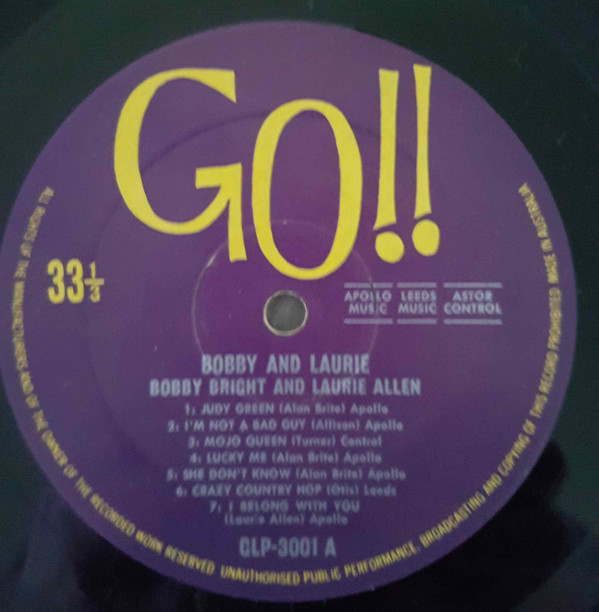 GO!!
33⅓
APOLLO MUSIC
LEEDS MUSIC
ASTOR CONTROL
BOBBY AND LAURIE
BOBBY BRIGHT AND LAURIE ALLEN
1: JUDY GREEN (Alan Brite) Apollo
2: I'M NOT A BAD GUY (Allison) Apollo
3: MOJO QUEEN (Turner) Control
4: LUCKY ME (Alan Brite) Apollo
5: SHE DON'T KNOW (Alan Brite) Apollo
6: CRAZY COUNTRY HOP (Otis) Leeds
7: I BELONG WITH YOU
(Laurie Allen) Apollo
GLP-3001 A
ALL RIGHTS OF THE MANUFACTURERS AND OF THE OWNER OF THE RECORDED WORK RESERVED UNAUTHORISED PUBLIC PERFORMANCE, BROADCASTING AND COPYING OF THIS RECORD PROHIBITED MADE IN AUSTRALIA